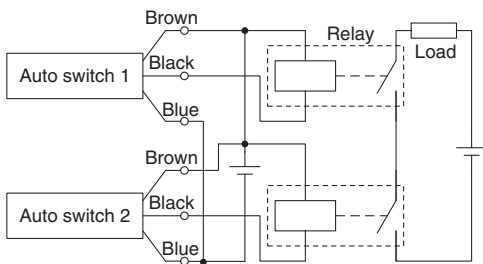 Brown
Relay
Load
Auto switch 1
Black
Blue
Brown
Auto switch 2
Black
Blue